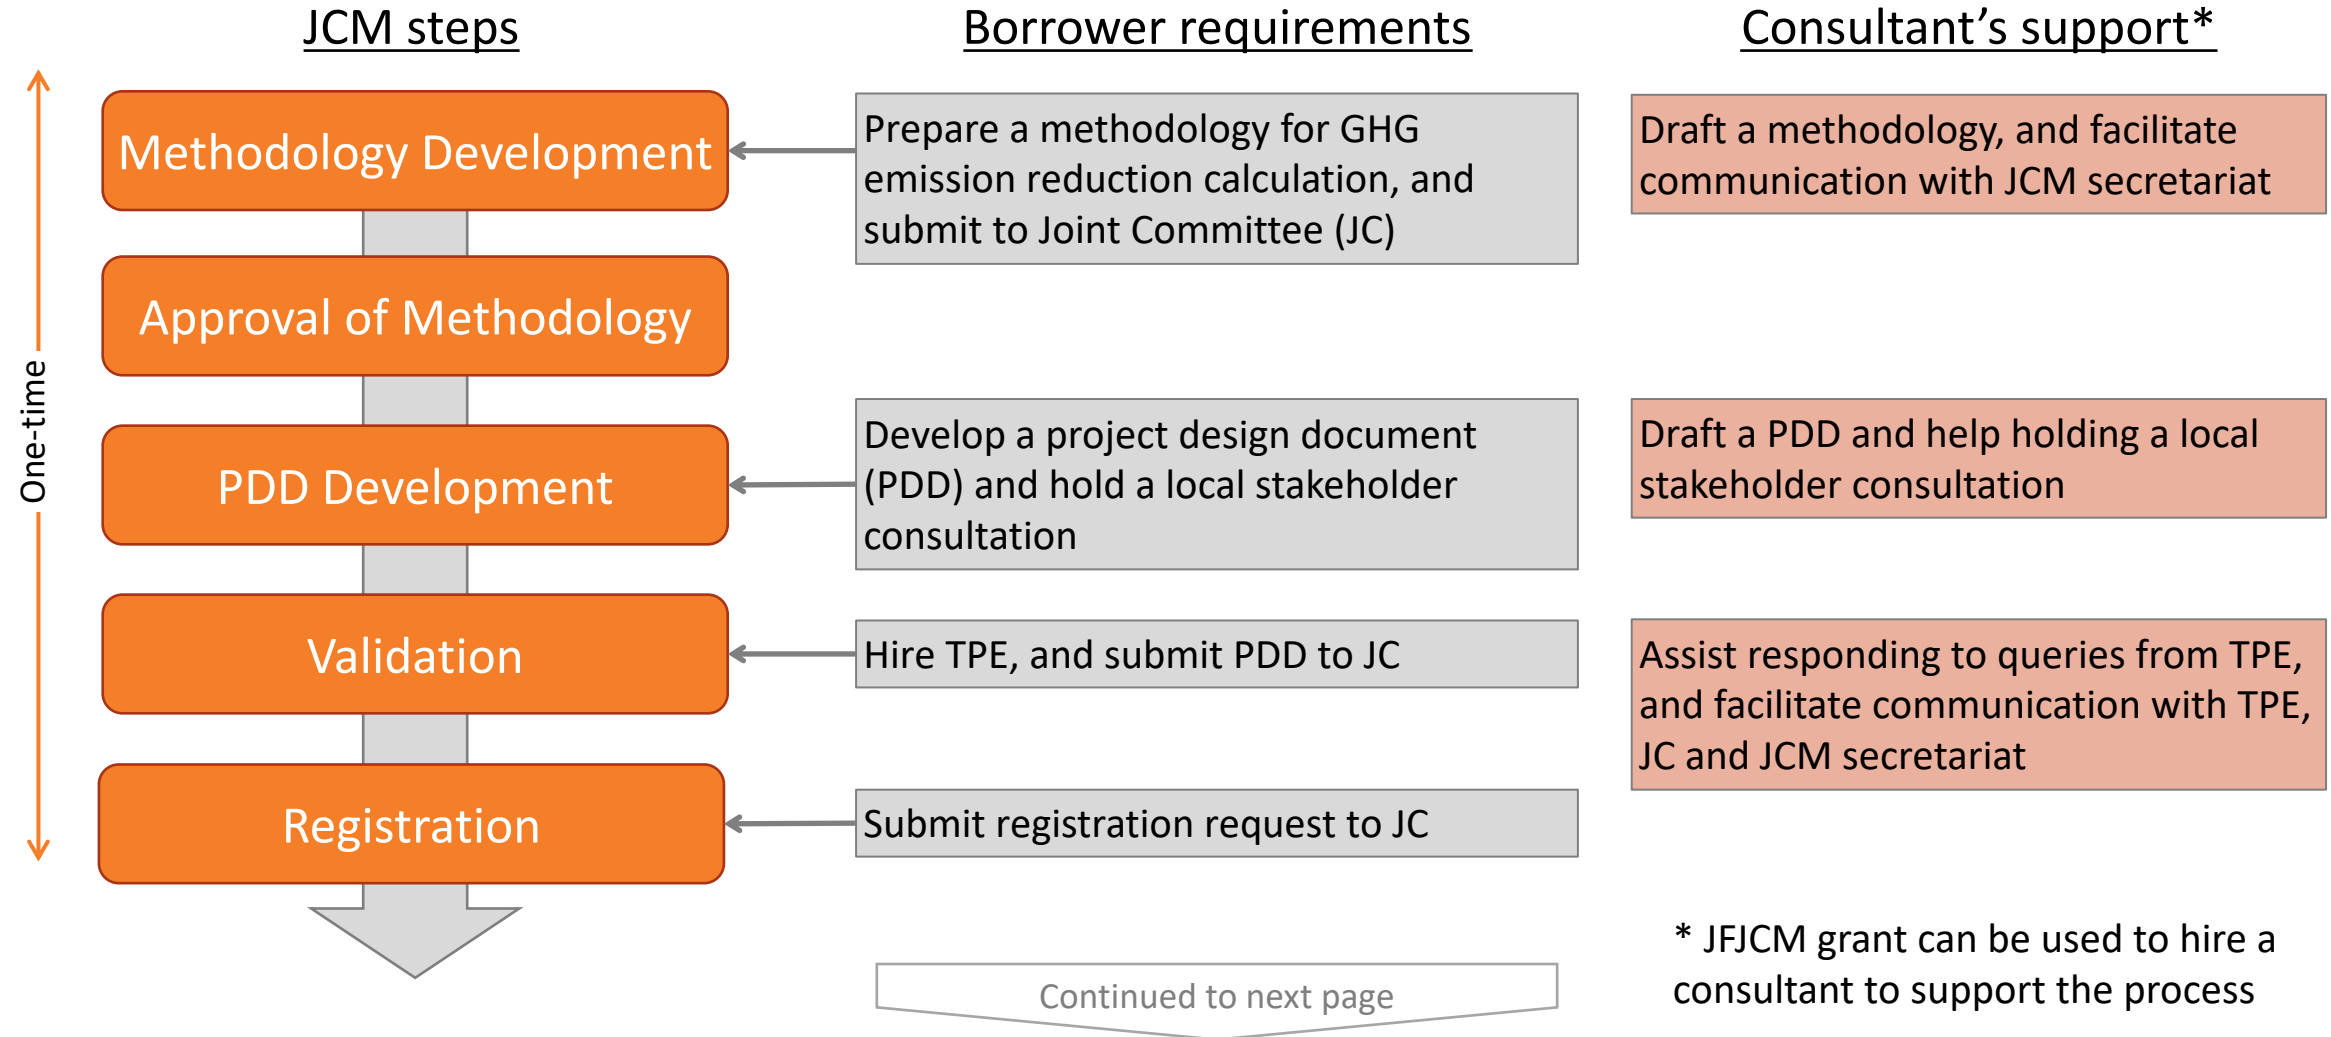 JCM steps
Borrower requirements
Consultant's support*
One-time
Methodology Development
Prepare a methodology for GHG
emission reduction calculation, and
submit to Joint Committee (JC)
Draft a methodology, and facilitate
communication with JCM secretariat
Approval of Methodology
PDD Development
Develop a project design document
(PDD) and hold a local stakeholder
consultation
Draft a PDD and help holding a local
stakeholder consultation
Validation
Hire TPE, and submit PDD to JC
Assist responding to queries from TPE,
and facilitate communication with TPE,
JC and JCM secretariat
Registration
Submit registration request to JC
* JFJCM grant can be used to hire a
consultant to support the process
Continued to next page